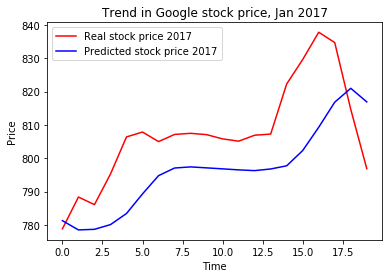 Trend in Google stock price, Jan 2017
Real stock price 2017
Predicted stock price 2017
Price
840
830
820
810
800
790
780
0.0 2.5 5.0 7.5 10.0 12.5 15.0 17.5
Time